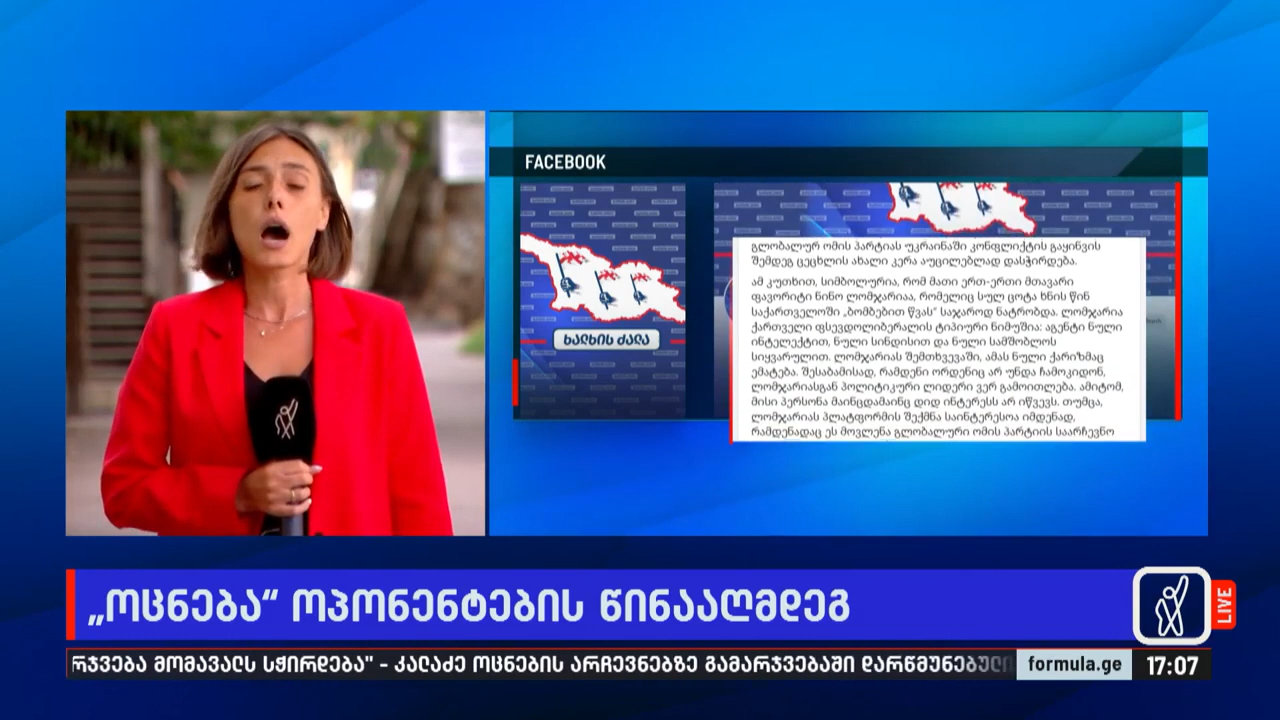 FACEBOOK
ხალხის ძალა
გლობალურ ომის პარტიას უკრაინაში კონფლიქტის გაყინვის
შემდეგ ცეცხლის ახალი კერა აუცილებლად დასჭირდება.
ამ კუთხით, სიმბოლურია, რომ მათი ერთ-ერთი მთავარი
ფავორიტი ნინო ლომჯარიაა, რომელიც სულ ცოტა ხნის წინ
საქართველოში „ბომბებით წვას“ საჯაროდ ნატრობდა. ლომჯარია
ქართველი ფსევდოლიბერალის ტიპიური ნიმუშია: აგენტი ნული
ინტელექტით, ნული სინდისით და ნული სამშობლოს
სიყვარულით. ლომჯარიას შემთხვევაში, ამას ნული ქარიზმაც
ემატება. შესაბამისად, რამდენი ორდენიც არ უნდა ჩამოკიდონ,
ლომჯარიასგან პოლიტიკური ლიდერი ვერ გამოითლება. ამიტომ,
მისი პერსონა მაინცდამაინც დიდ ინტერესს არ იწვევს. თუმცა,
ლომჯარიას პლატფორმის შექმნა საინტერესოა იმდენად,
რამდენადაც ეს მოვლენა გლობალური ომის პარტიის საარჩევნო
„ოცნება“ ოპონენტების წინააღმდეგ
LIVE
რჯვება მომავალს სჭირდება" - კალაძე ოცნების არჩევნებზე გამარჯვებაში დარწმუნებული
formula.ge
17:07